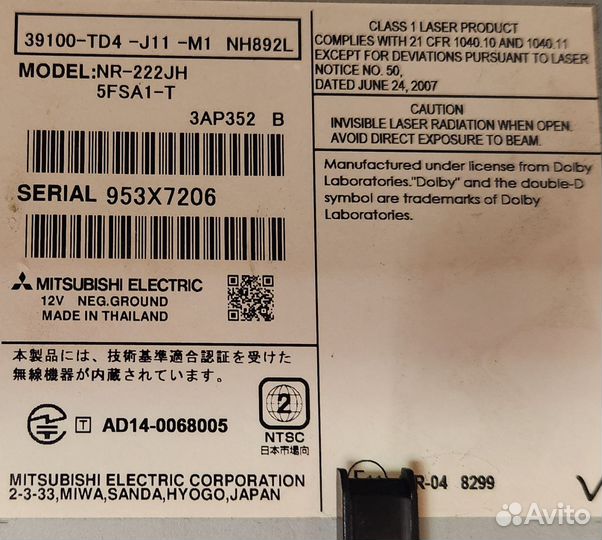 39100-TD4 -J11 -M1 NH892L
MODEL:NR-222JH
5FSA1-T
3AP352 B
SERIAL 953X7206
MITSUBISHI ELECTRIC
12V NEG.GROUND
MADE IN THAILAND
本製品には、技術基準適合認証を受けた
無線機器が内蔵されています。
T AD14-0068005
2
NTSC
日本市場向
MITSUBISHI ELECTRIC CORPORATION
2-3-33,MIWA,SANDA,HYOGO,JAPAN
CLASS 1 LASER PRODUCT
COMPLIES WITH 21 CFR 1040.10 AND 1040.11
EXCEPT FOR DEVIATIONS PURSUANT TO LASER
NOTICE NO. 50,
DATED JUNE 24, 2007
CAUTION
INVISIBLE LASER RADIATION WHEN OPEN.
AVOID DIRECT EXPOSURE TO BEAM.
Manufactured under license from Dolby
Laboratories."Dolby" and the double-D
symbol are trademarks of Dolby
Laboratories.
R-04 8299
Avito